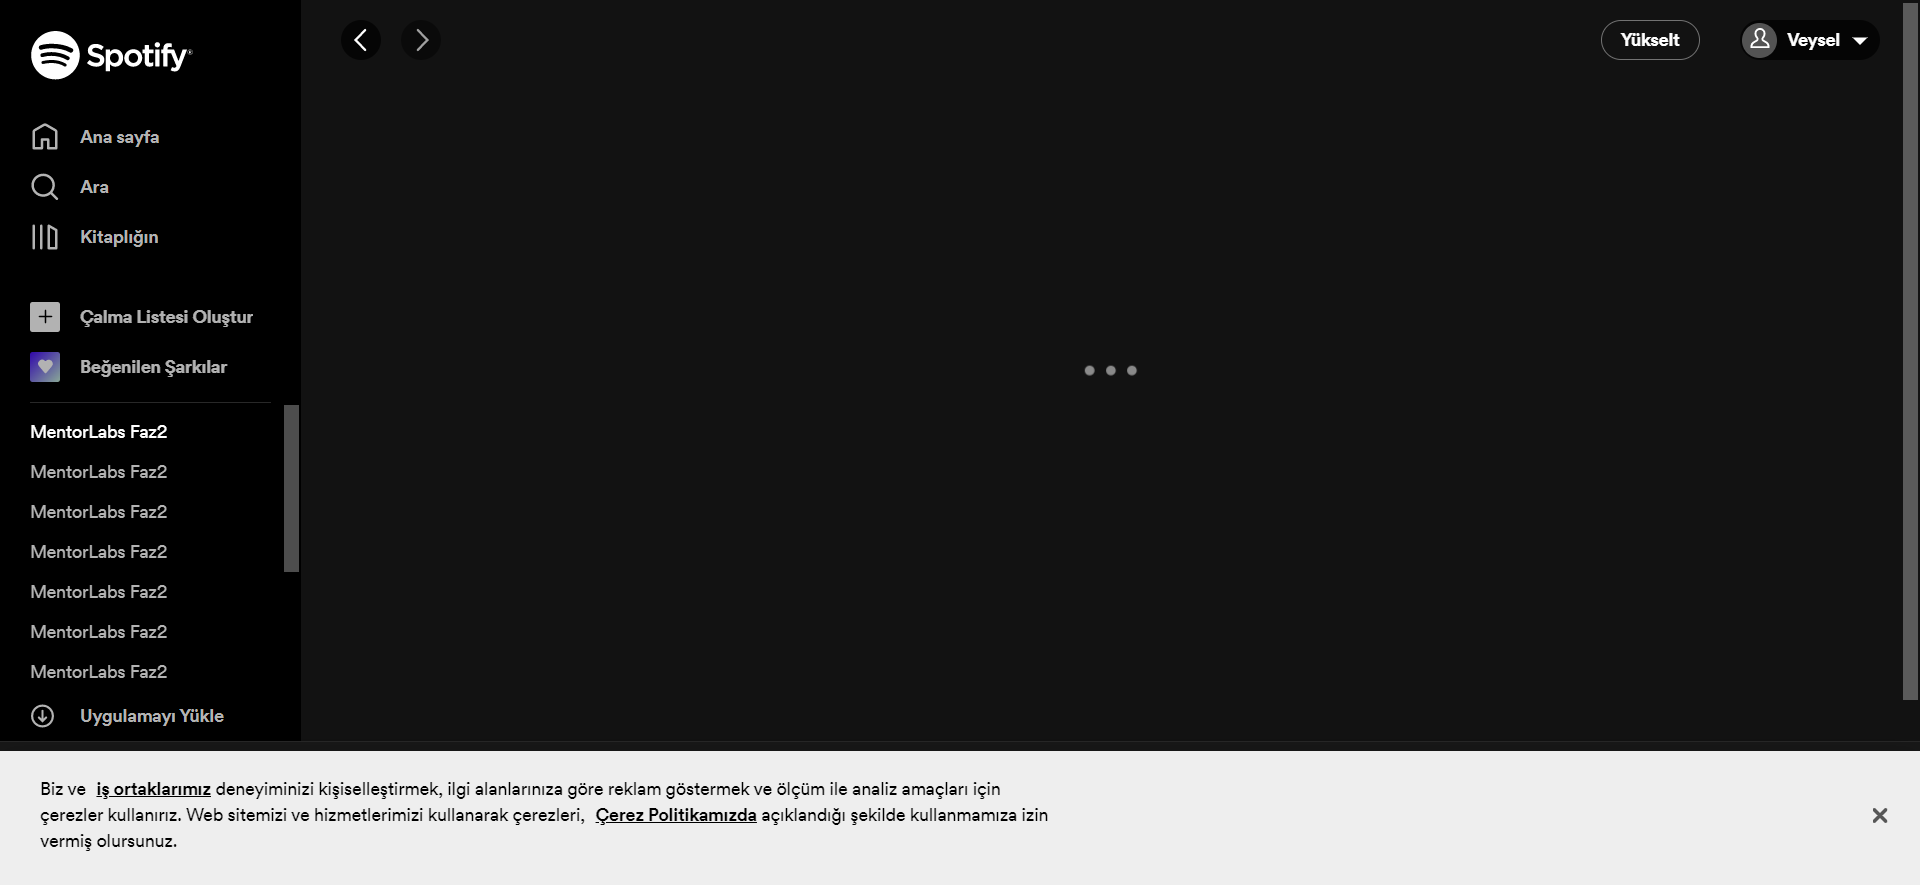 Spotify
Yükselt
Veysel
Ana sayfa
Ara
Kitaplığın
Çalma Listesi Oluştur
Beğenilen Şarkılar
MentorLabs Faz2
MentorLabs Faz2
MentorLabs Faz2
MentorLabs Faz2
MentorLabs Faz2
MentorLabs Faz2
MentorLabs Faz2
Uygulamayı Yükle
Biz ve iş ortaklarımız deneyiminizi kişiselleştirmek, ilgi alanlarınıza göre reklam göstermek ve ölçüm ile analiz amaçları için
çerezler kullanırız. Web sitemizi ve hizmetlerimizi kullanarak çerezleri, Çerez Politikamızda açıklandığı şekilde kullanmamıza izin
vermiş olursunuz.